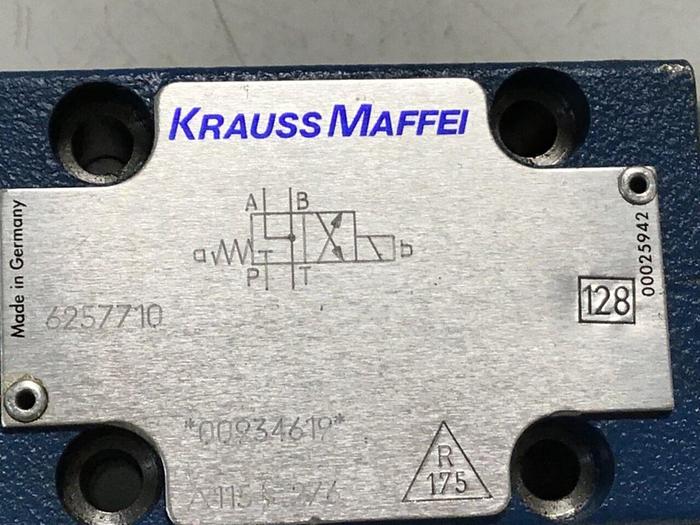 KRAUSS MAFFEI
A B
a b
P T
Made in Germany
00025942
128
6257710
*00934619*
R
175